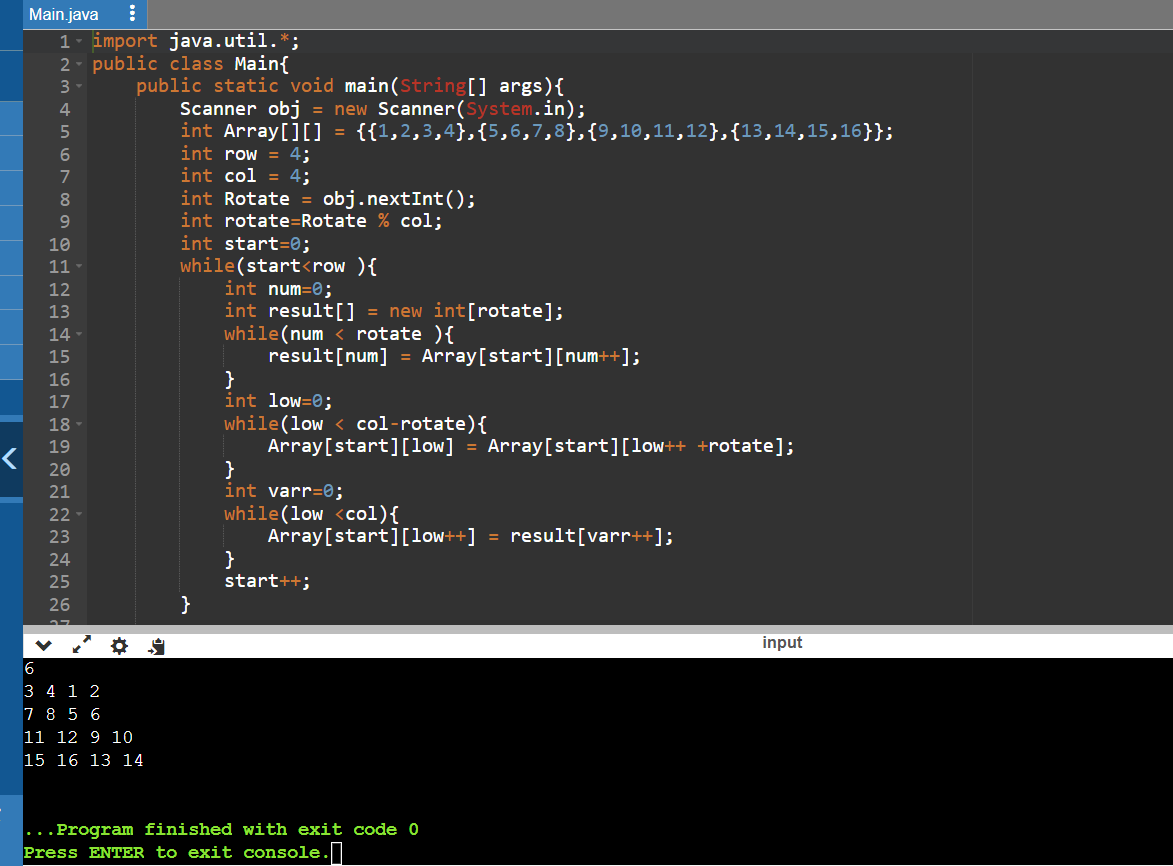 Main.java
1 import java.util.*;
2 public class Main{
3 public static void main(String[] args){
4 Scanner obj = new Scanner(System.in);
5 int Array[][] = {{1,2,3,4},{5,6,7,8},{9,10,11,12},{13,14,15,16}};
6 int row = 4;
7 int col = 4;
8 int Rotate = obj.nextInt();
9 int rotate=Rotate % col;
10 int start=0;
11 while(start<row ){
12 int num=0;
13 int result[] = new int[rotate];
14 while(num < rotate ){
15 result[num] = Array[start][num++];
16 }
17 int low=0;
18 while(low < col-rotate){
19 Array[start][low] = Array[start][low++ +rotate];
20 }
21 int varr=0;
22 while(low <col){
23 Array[start][low++] = result[varr++];
24 }
25 start++;
26 }
27
input
6
3 4 1 2
7 8 5 6
11 12 9 10
15 16 13 14
...Program finished with exit code 0
Press ENTER to exit console.